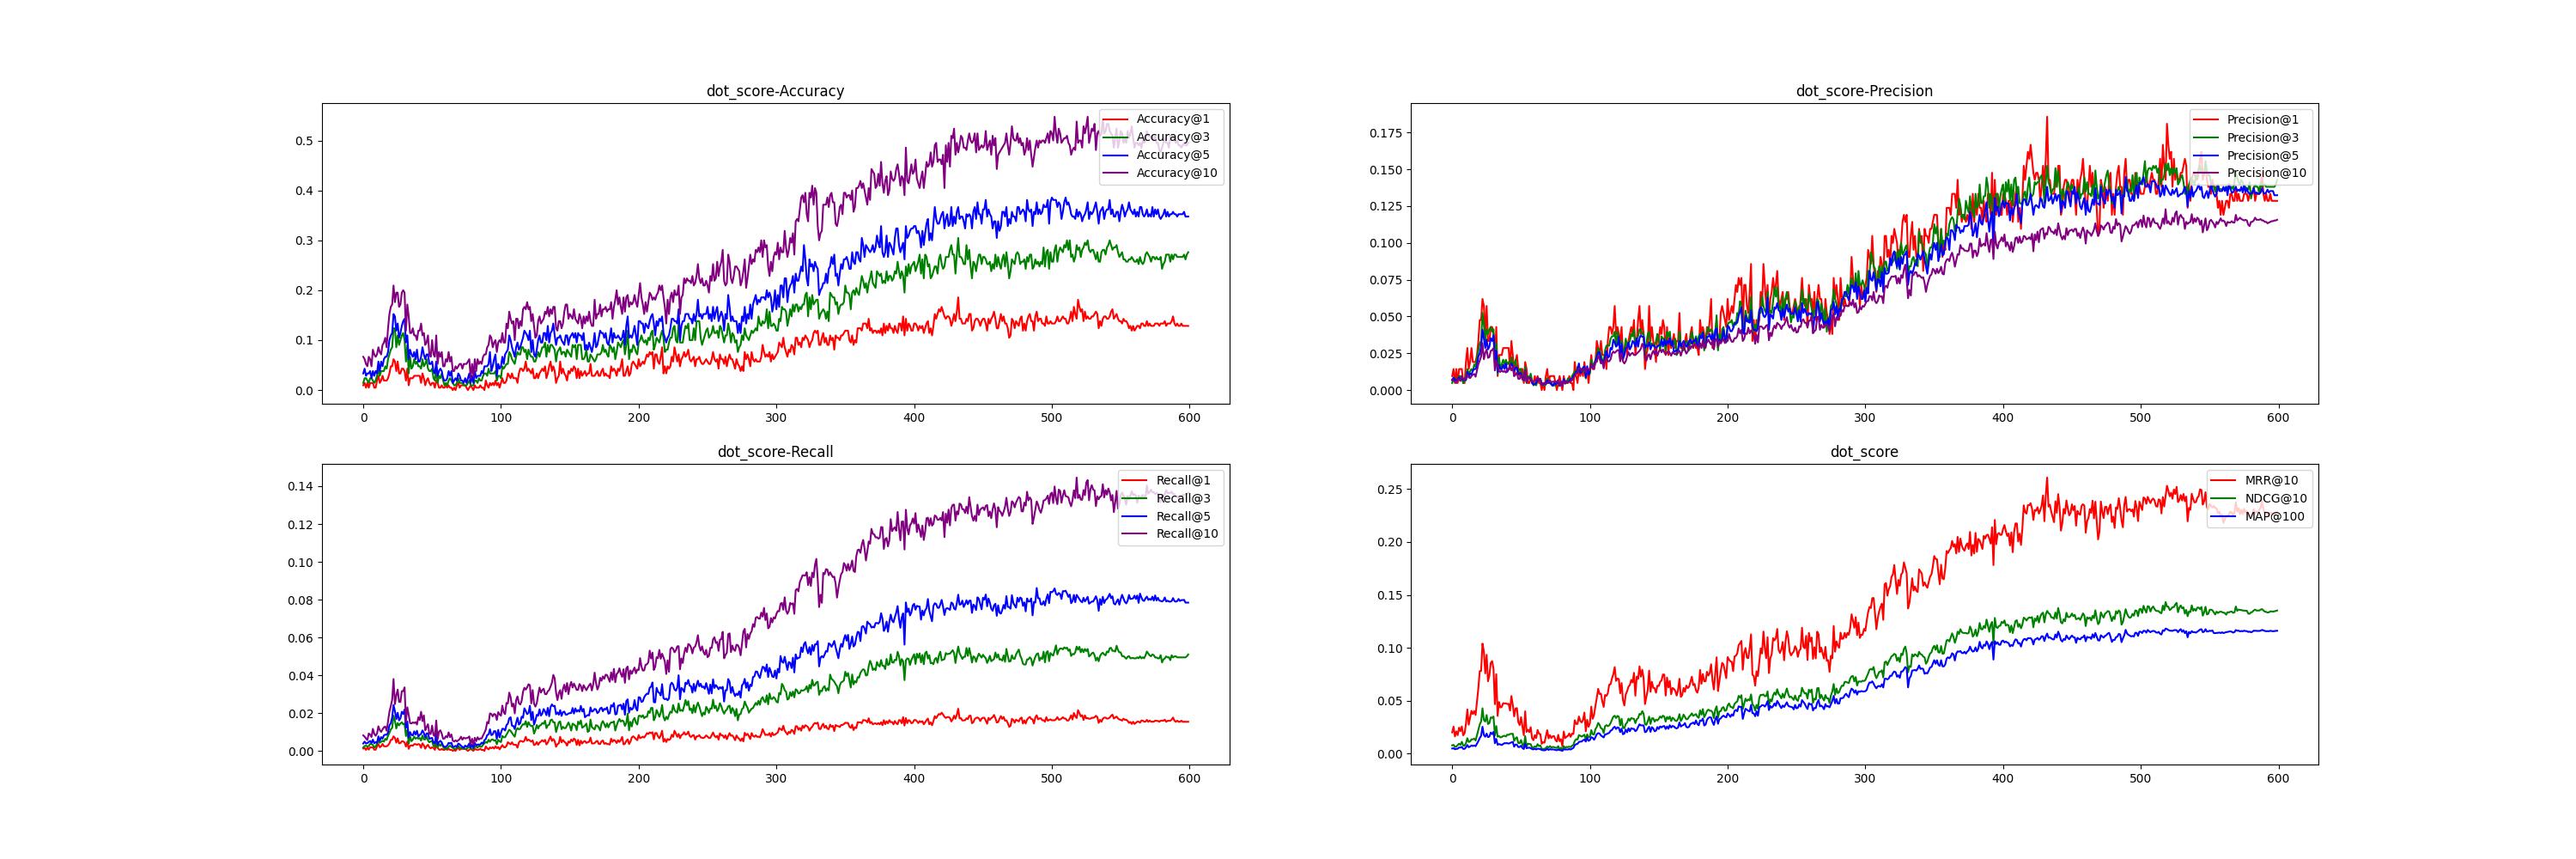 dot_score-Accuracy
0.5
0.4
0.3
0.2
0.1
0.0
0 100 200 300 400 500 600
Accuracy@1
Accuracy@3
Accuracy@5
Accuracy@10
dot_score-Precision
0.175
0.150
0.125
0.100
0.075
0.050
0.025
0.000
0 100 200 300 400 500 600
Precision@1
Precision@3
Precision@5
Precision@10
dot_score-Recall
0.14
0.12
0.10
0.08
0.06
0.04
0.02
0.00
0 100 200 300 400 500 600
Recall@1
Recall@3
Recall@5
Recall@10
dot_score
0.25
0.20
0.15
0.10
0.05
0.00
0 100 200 300 400 500 600
MRR@10
NDCG@10
MAP@100